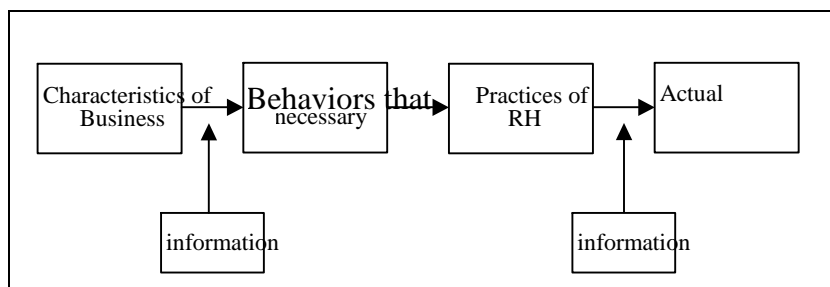 Characteristics of
Business
Behaviors that
necessary
Practices of
RH
Actual
information
information